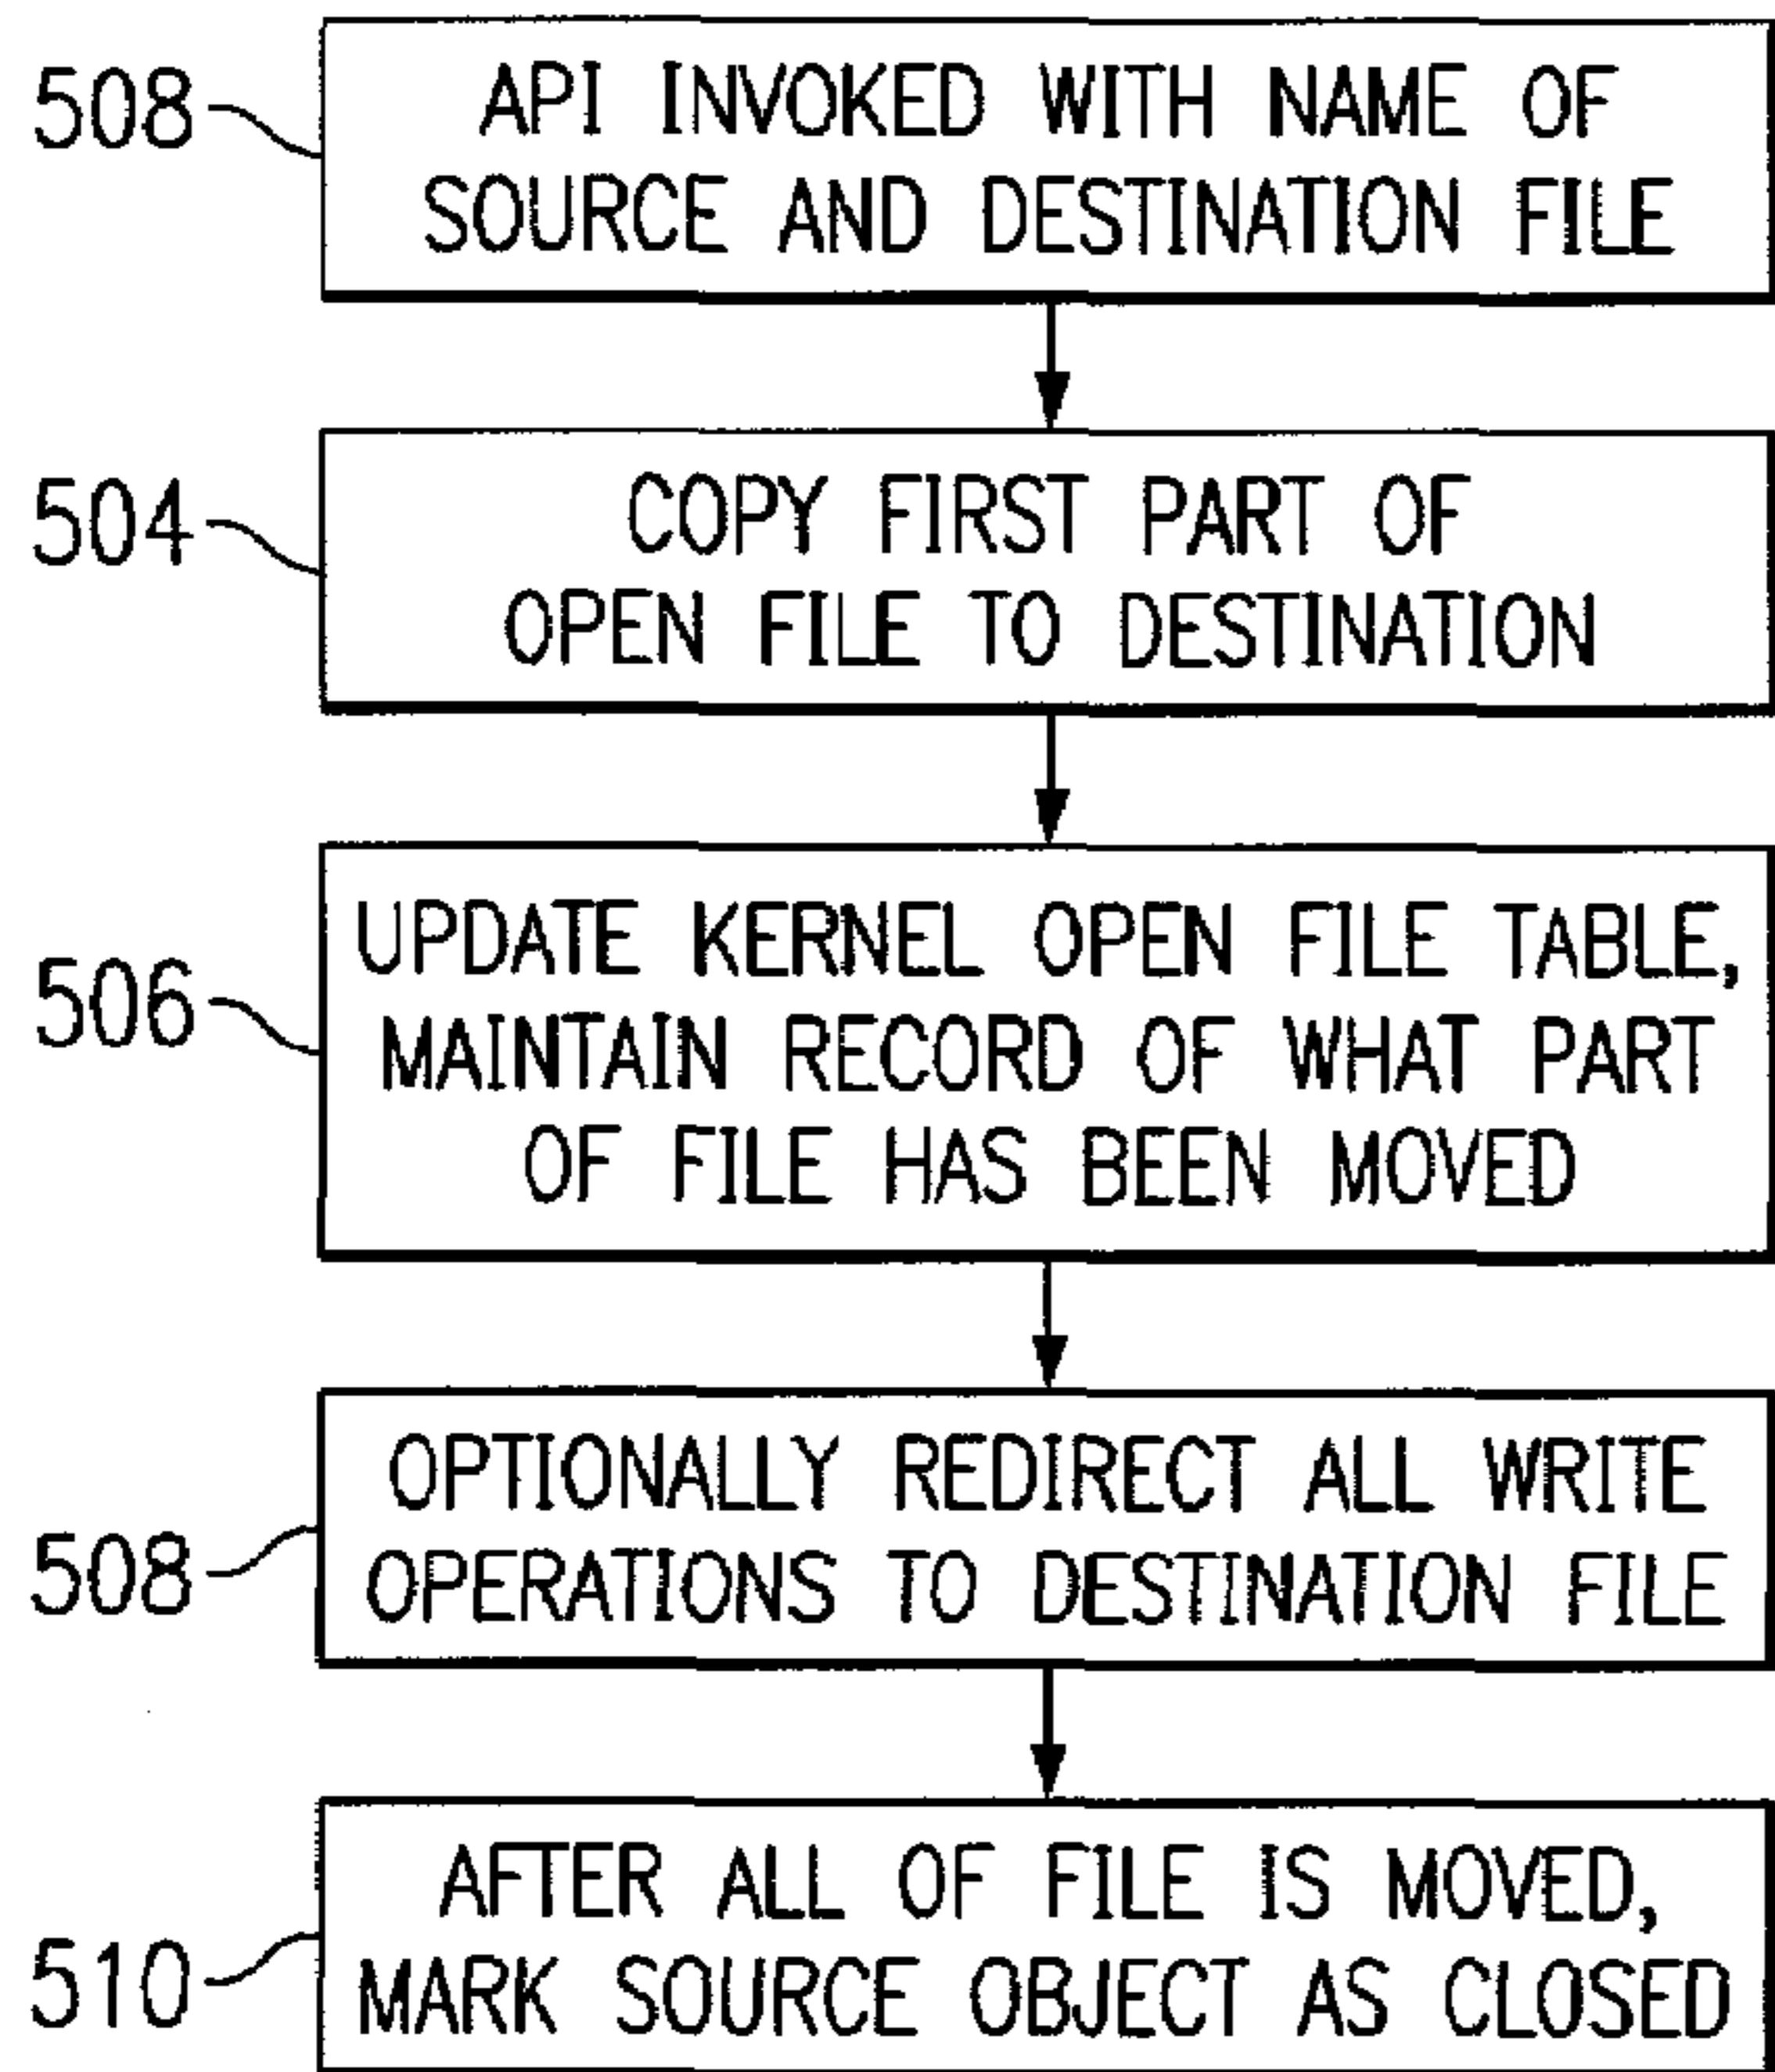 508
API INVOKED WITH NAME OF
SOURCE AND DESTINATION FILE
504
COPY FIRST PART OF
OPEN FILE TO DESTINATION
506
UPDATE KERNEL OPEN FILE TABLE,
MAINTAIN RECORD OF WHAT PART
OF FILE HAS BEEN MOVED
508
OPTIONALLY REDIRECT ALL WRITE
OPERATIONS TO DESTINATION FILE
510
AFTER ALL OF FILE IS MOVED,
MARK SOURCE OBJECT AS CLOSED